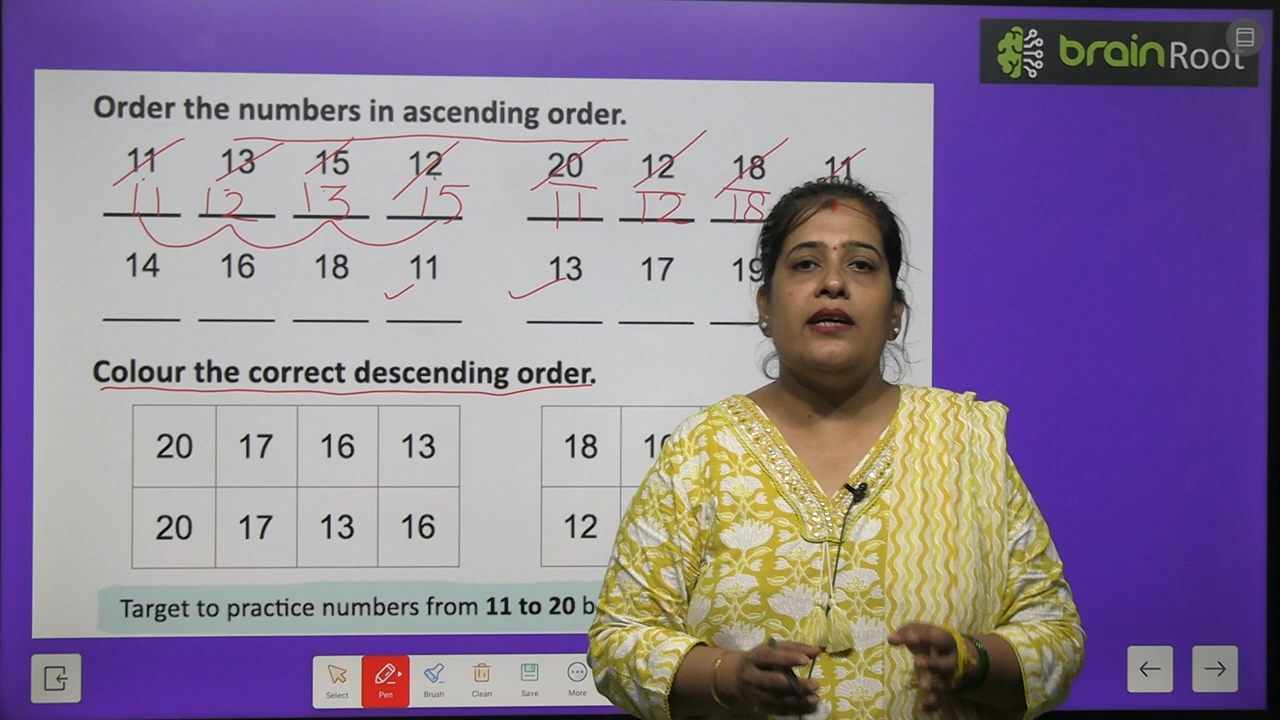 brainRoot
Order the numbers in ascending order.
11 13 15 12 20 12 18 11
11 12 13 15 11 12 18
14 16 18 11 13 17 19
Colour the correct descending order.
20 17 16 13 18
20 17 13 16 12
Target to practice numbers from 11 to 20
Select Pen Brush Clean Save More